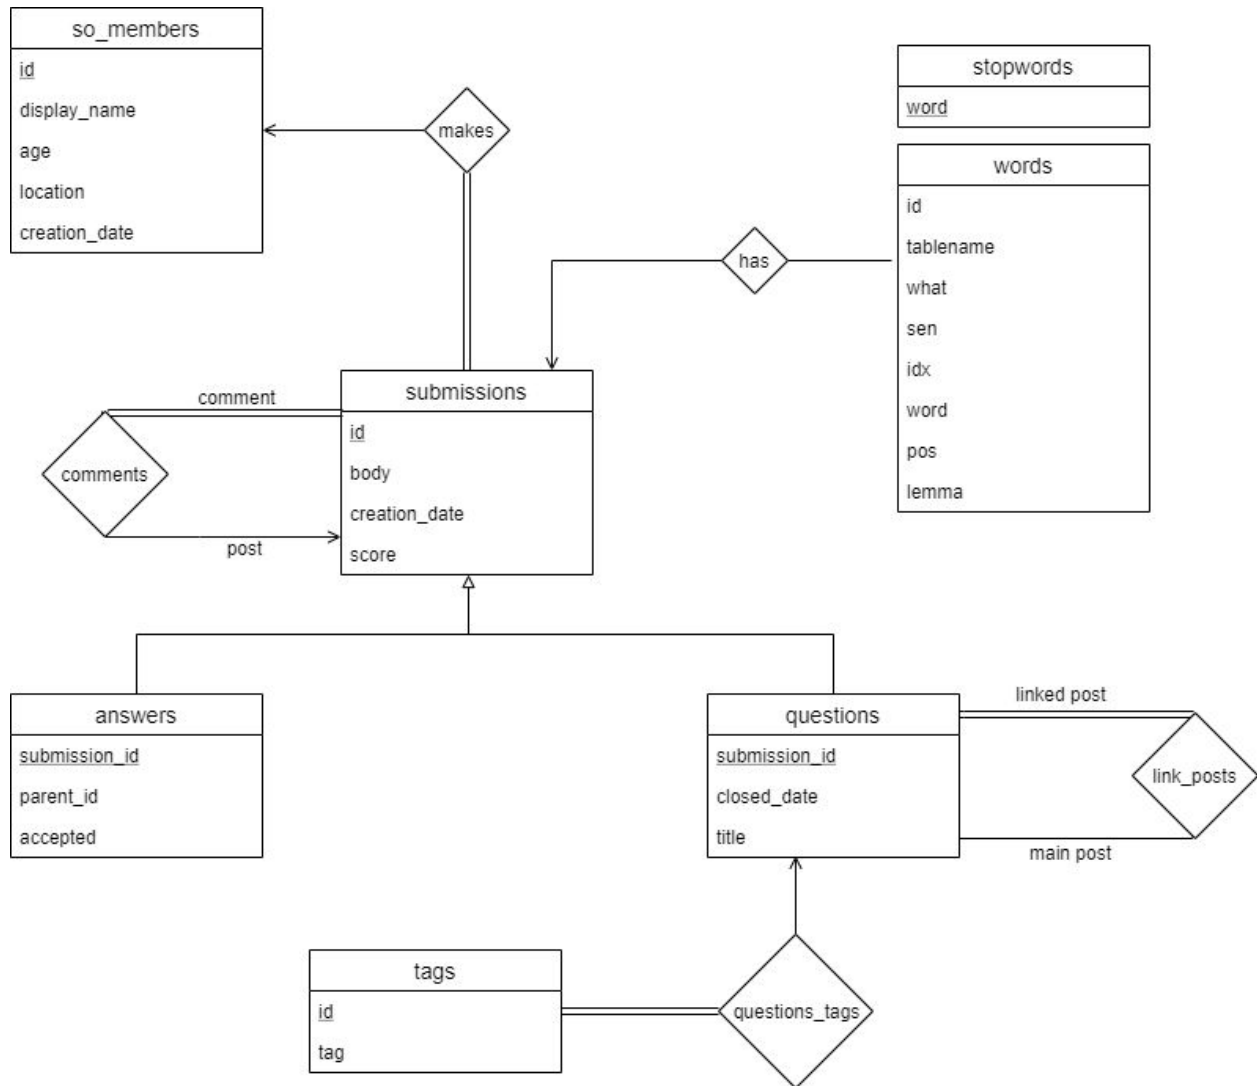 so_members
id
display_name
age
location
creation_date
makes
stopwords
word
words
id
tablename
what
sen
idx
word
pos
lemma
has
submissions
id
body
creation_date
score
comment
comments
post
answers
submission_id
parent_id
accepted
questions
submission_id
closed_date
title
linked post
link_posts
main post
tags
id
tag
questions_tags